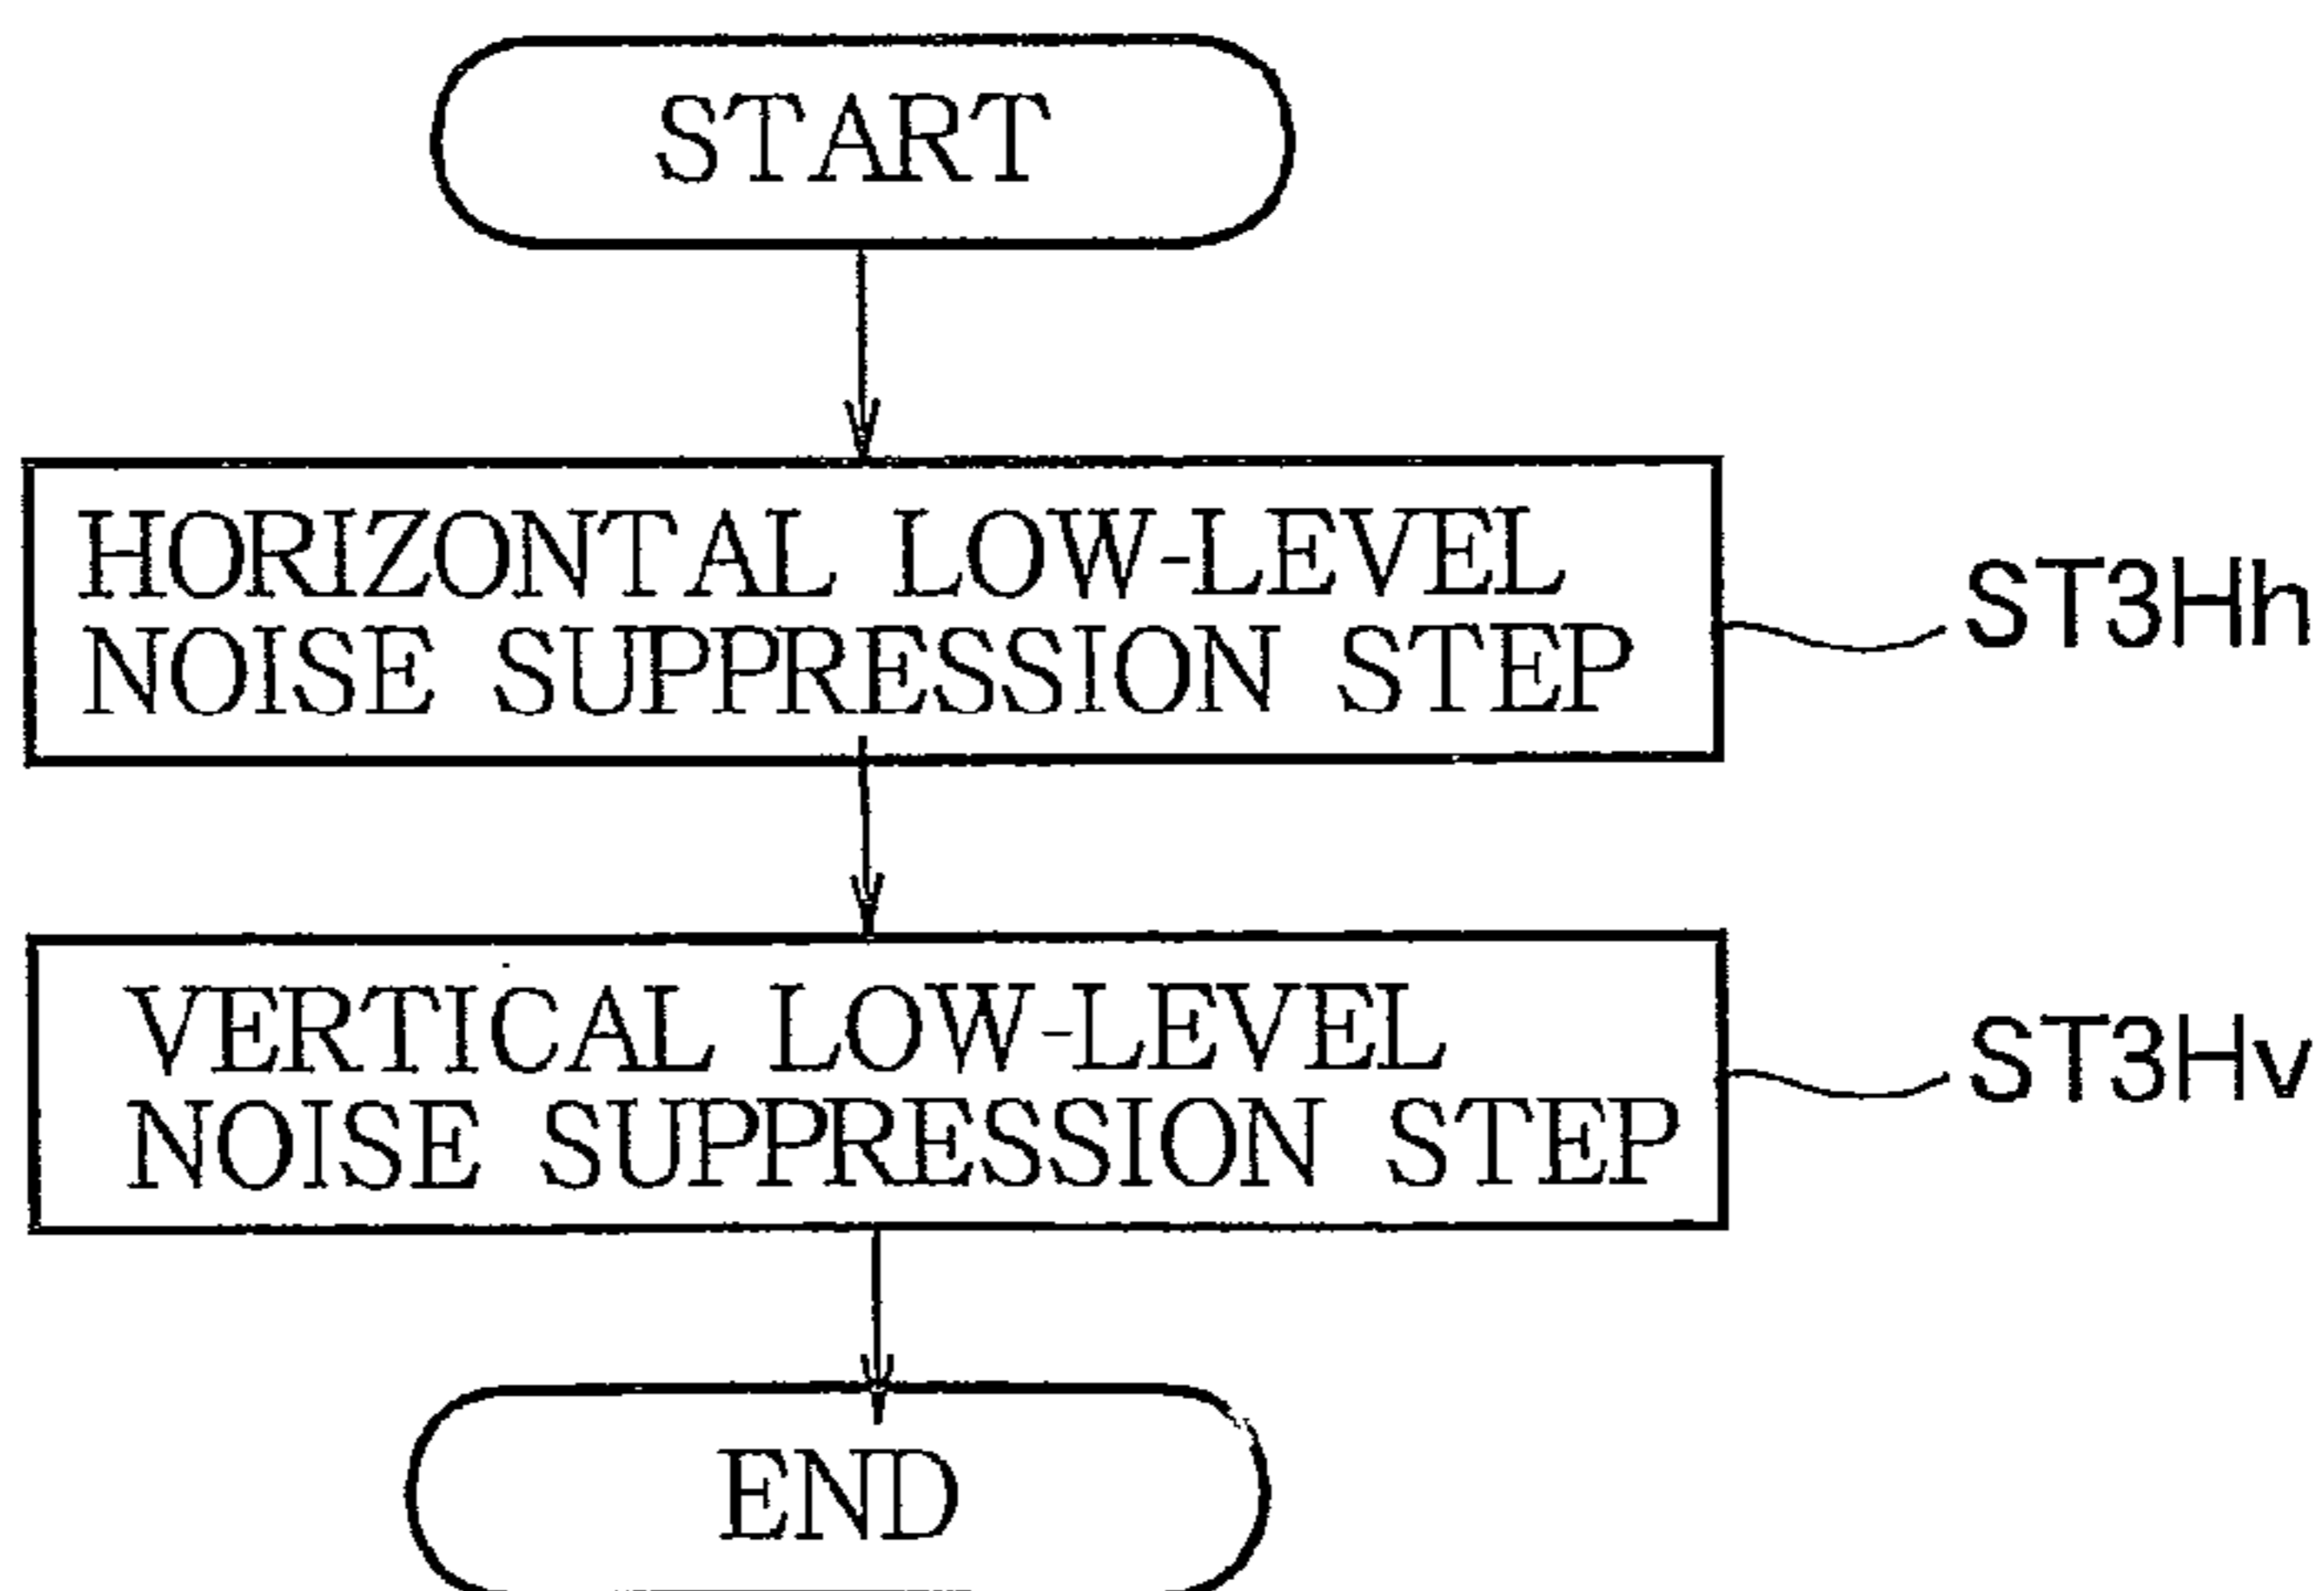 START
HORIZONTAL LOW-LEVEL
NOISE SUPPRESSION STEP
ST3Hh
VERTICAL LOW-LEVEL
NOISE SUPPRESSION STEP
ST3Hv
END